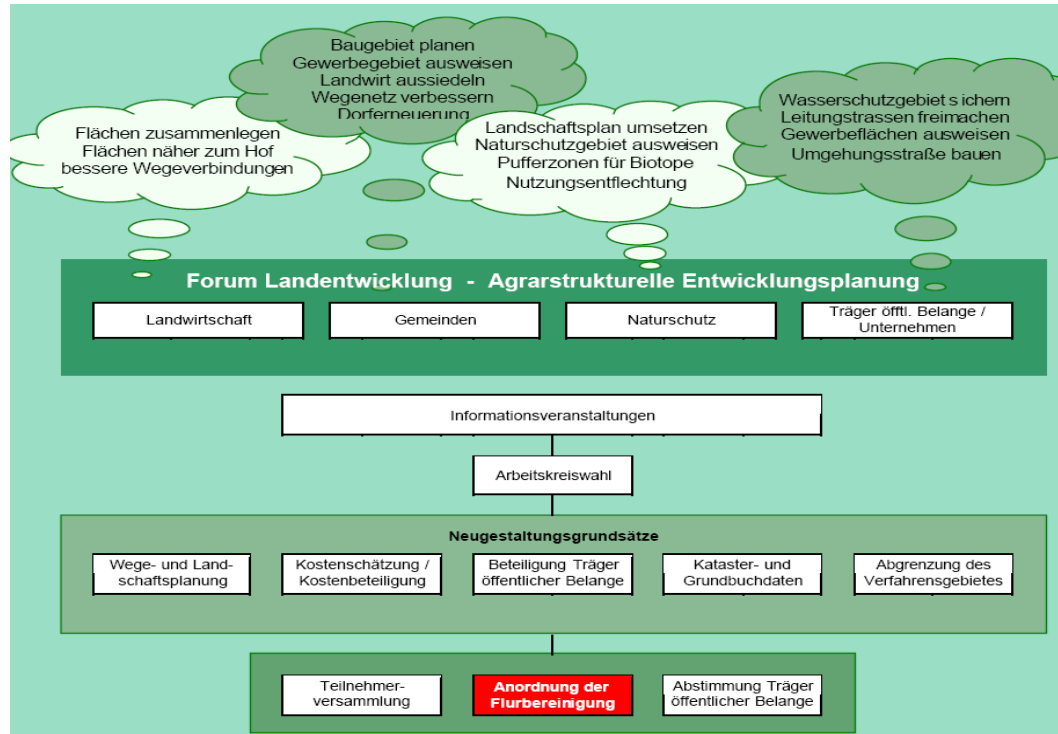 Flächen zusammenlegen
Flächen näher zum Hof
bessere Wegeverbindungen
Baugebiet planen
Gewerbegebiet ausweisen
Landwirt aussiedeln
Wegenetz verbessern
Dorferneuerung
Landschaftsplan umsetzen
Naturschutzgebiet ausweisen
Pufferzonen für Biotope
Nutzungsentflechtung
Wasserschutzgebiet sichern
Leitungstrassen freimachen
Gewerbeflächen ausweisen
Umgehungsstraße bauen
Forum Landentwicklung - Agrarstrukturelle Entwicklungsplanung
Landwirtschaft
Gemeinden
Naturschutz
Träger öfftl. Belange /
Unternehmen
Informationsveranstaltungen
Arbeitskreiswahl
Neugestaltungsgrundsätze
Wege- und Land-
schaftsplanung
Kostenschätzung /
Kostenbeteiligung
Beteiligung Träger
öffentlicher Belange
Kataster- und
Grundbuchdaten
Abgrenzung des
Verfahrensgebietes
Teilnehmer-
versammlung
Anordnung der
Flurbereinigung
Abstimmung Träger
öffentlicher Belange